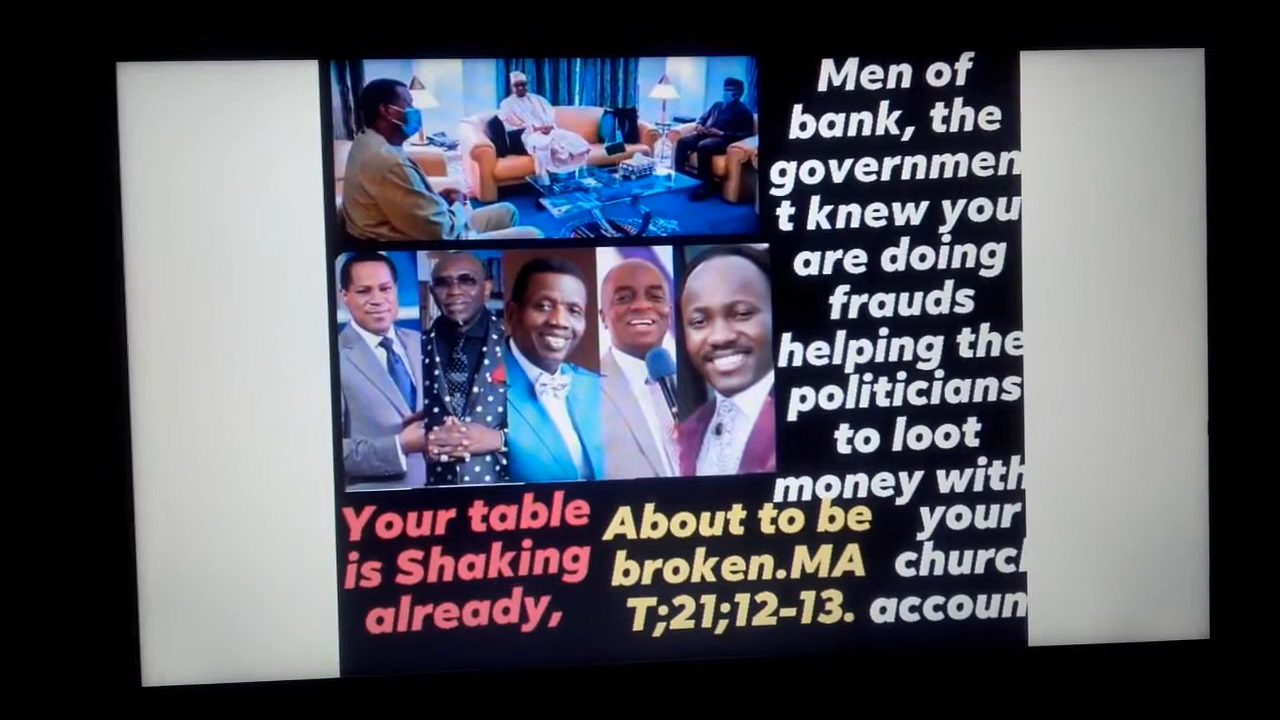 Men of
bank, the
governmen
t knew you
are doing
frauds
helping the
politicians
to loot
money with
your
churc
accoun
Your table
is Shaking
already,
About to be
broken.MA
T;21;12-13.